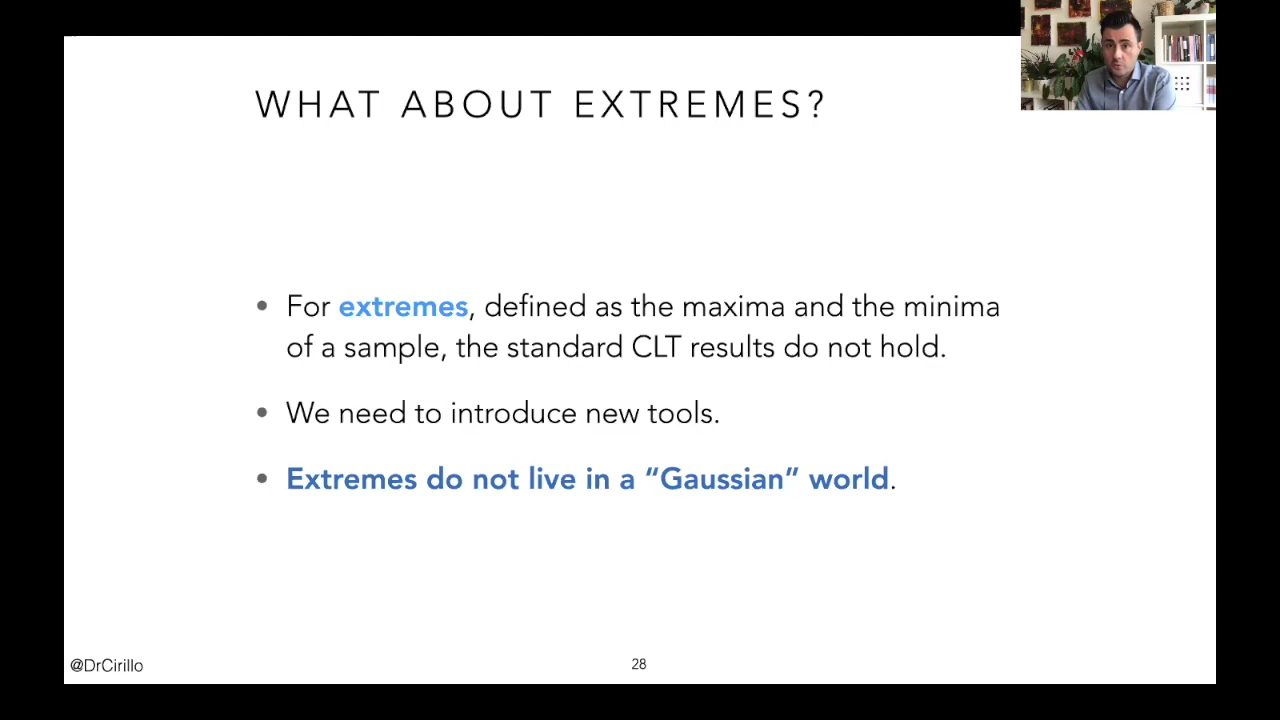 WHAT ABOUT EXTREMES?
• For extremes, defined as the maxima and the minima
of a sample, the standard CLT results do not hold.
• We need to introduce new tools.
• Extremes do not live in a “Gaussian” world.
@DrCirillo
28